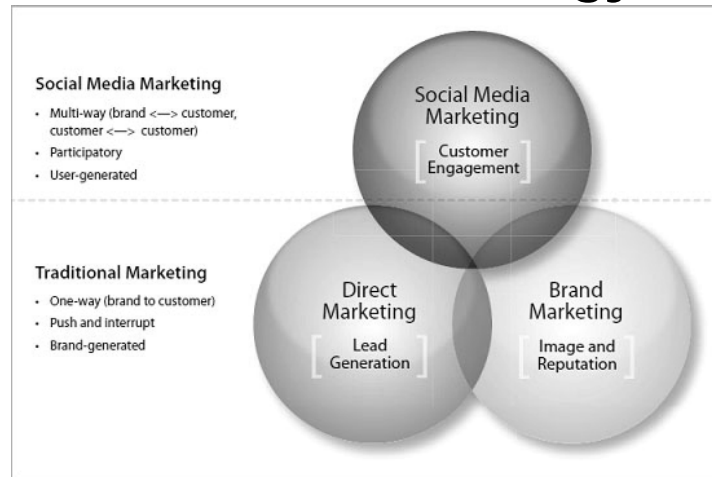 Social Media Marketing
• Multi-way (brand <—> customer,
customer <—> customer)
• Participatory
• User-generated
Social Media
Marketing
[ Customer
Engagement ]
Traditional Marketing
• One-way (brand to customer)
• Push and interrupt
• Brand-generated
Direct
Marketing
[ Lead
Generation ]
Brand
Marketing
[ Image and
Reputation ]